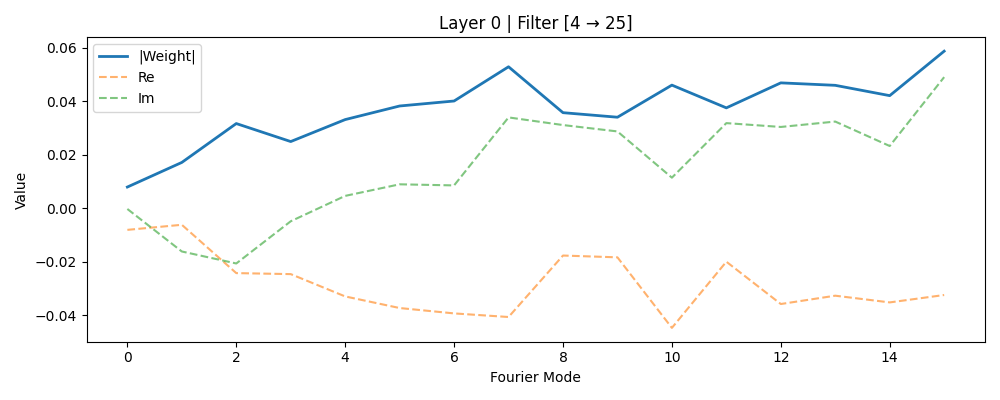 Layer 0 | Filter [4 → 25]
|Weight|
Re
Im
Value
0.06
0.04
0.02
0.00
−0.02
−0.04
0 2 4 6 8 10 12 14
Fourier Mode